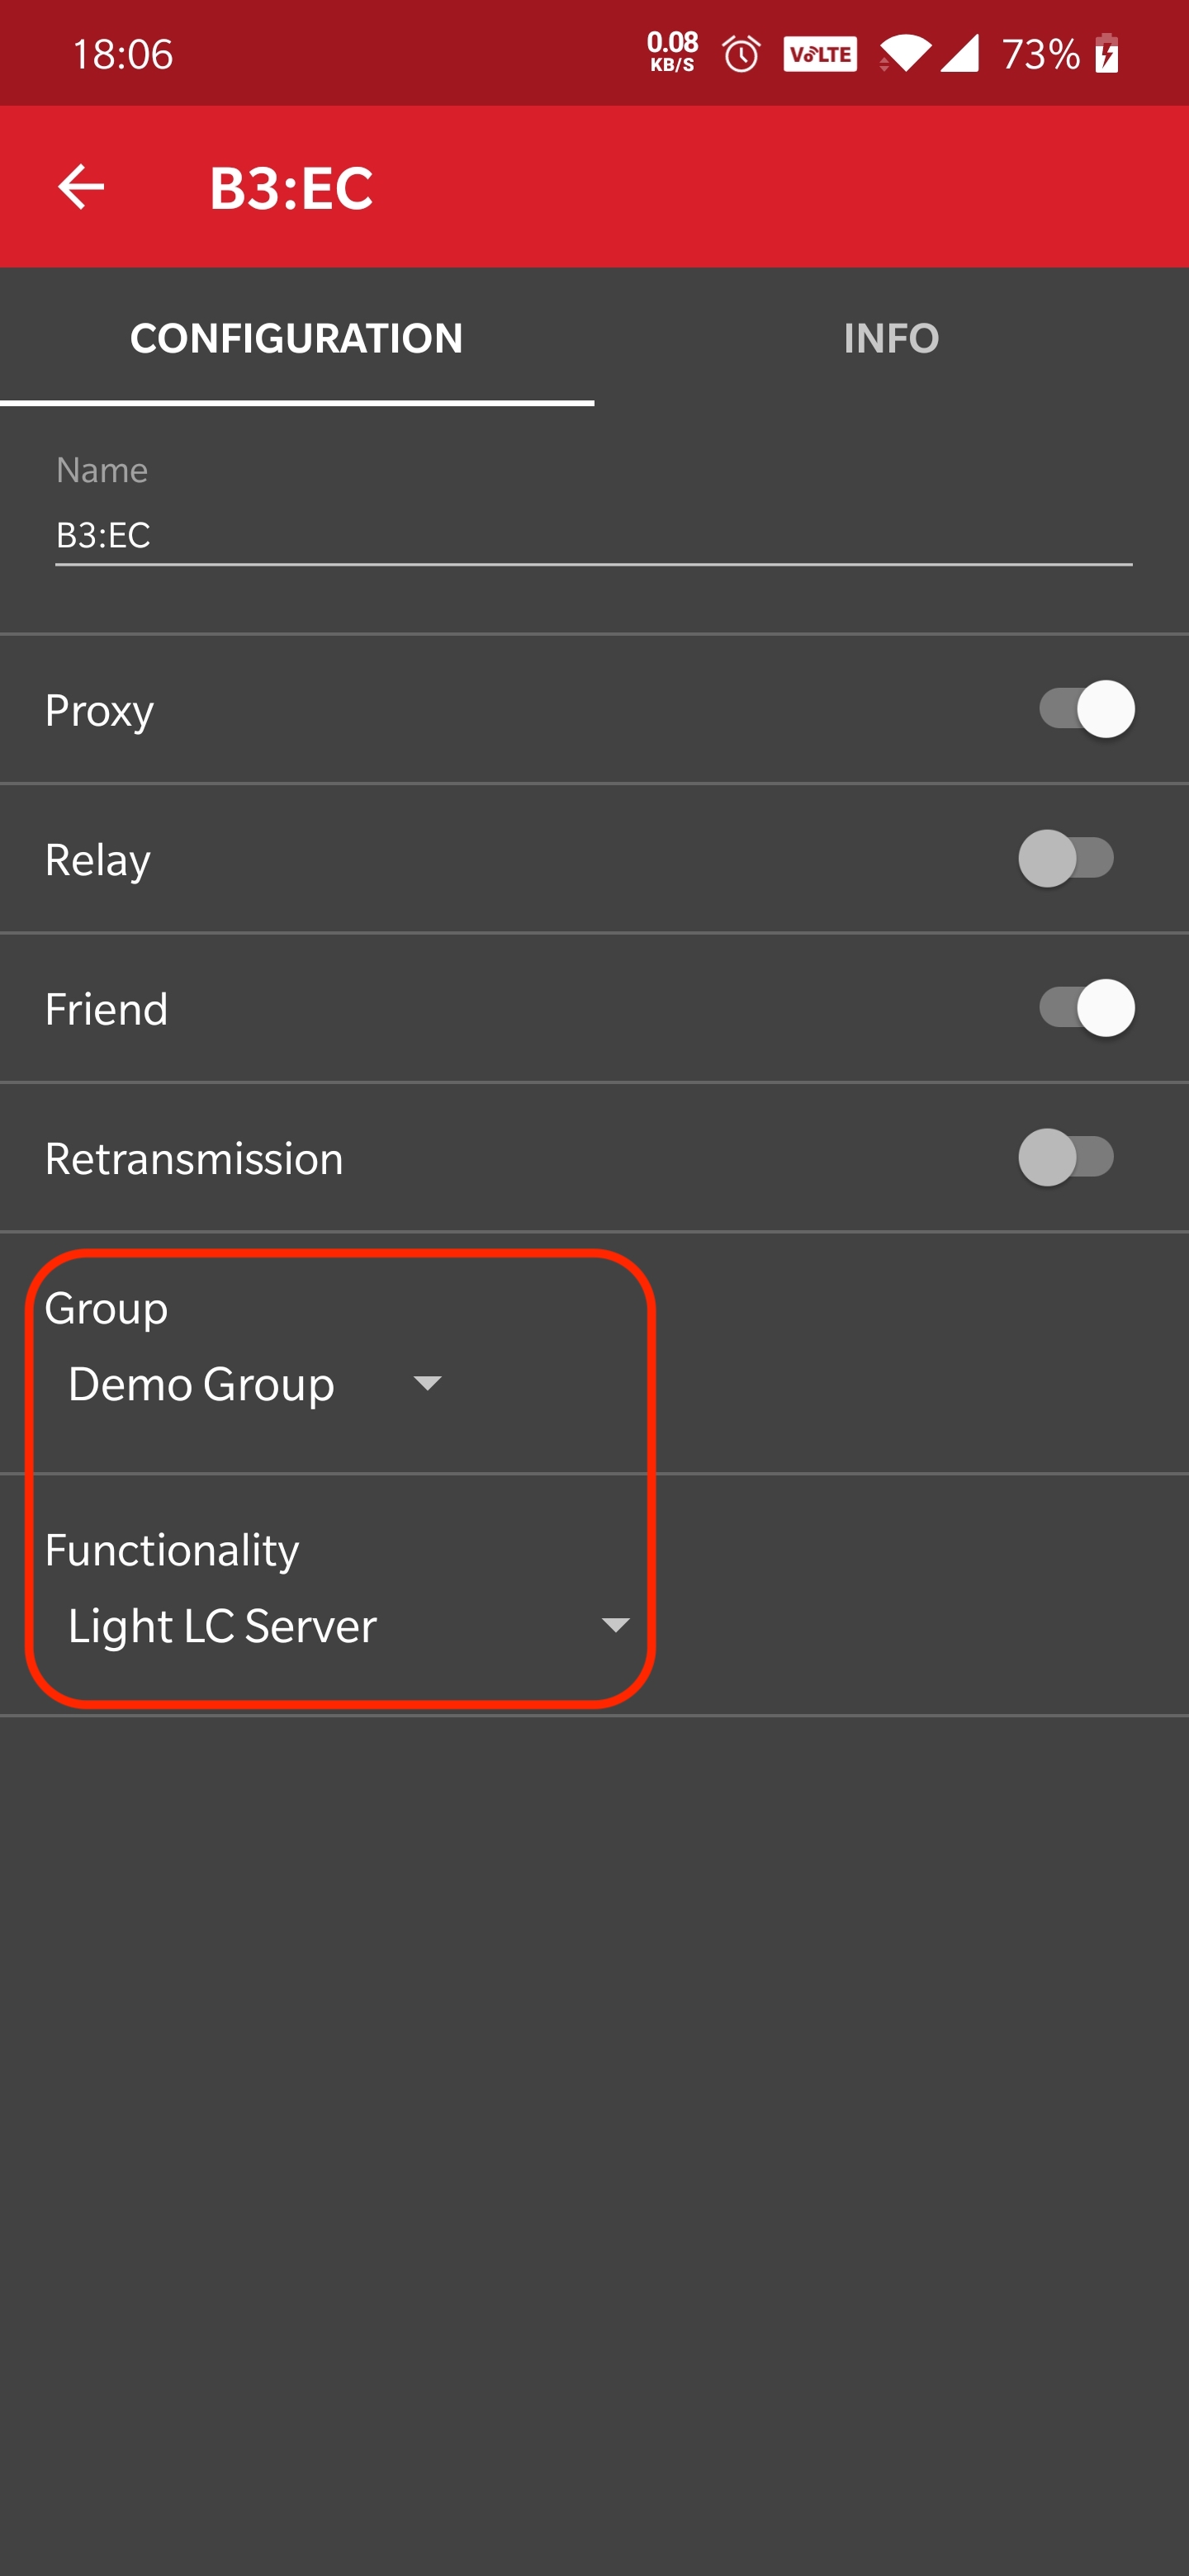 18:06 0.08 KB/S VoLTE 73%
B3:EC
CONFIGURATION INFO
Name
B3:EC
Proxy
Relay
Friend
Retransmission
Group
Demo Group
Functionality
Light LC Server